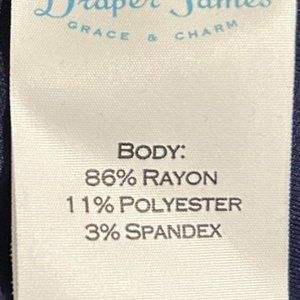 Draper James
GRACE & CHARM
BODY:
86% RAYON
11% POLYESTER
3% SPANDEX